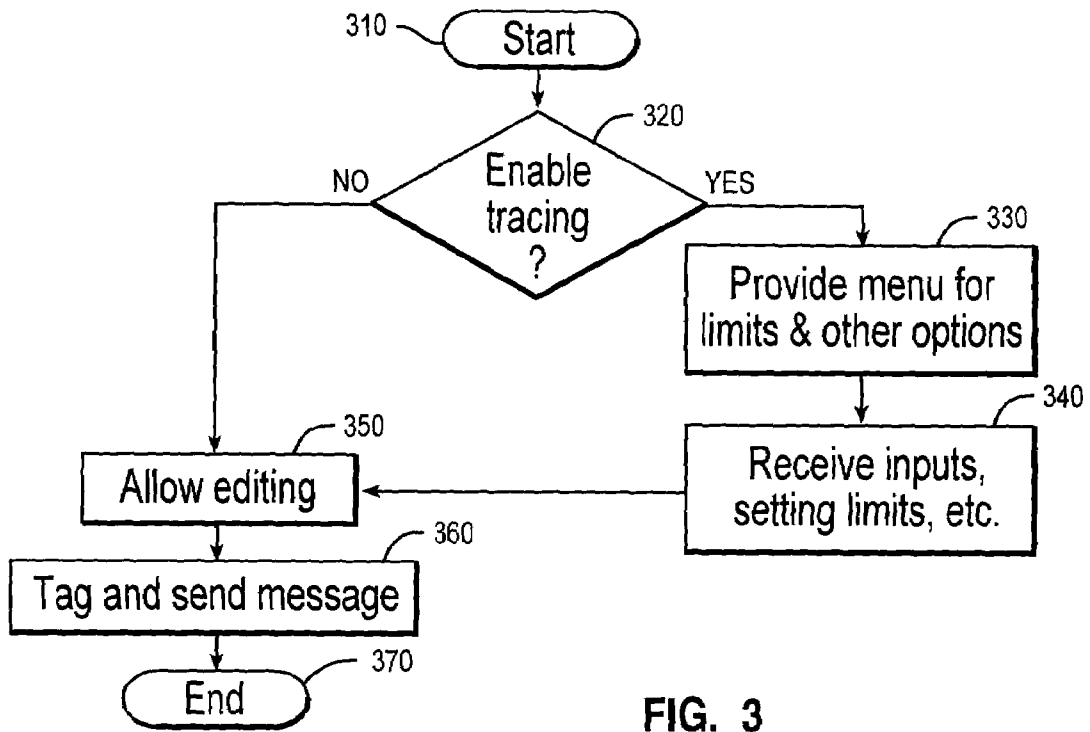 310
Start
320
Enable
tracing
?
NO
YES
330
Provide menu for
limits & other options
340
Receive inputs,
setting limits, etc.
350
Allow editing
360
Tag and send message
370
End
FIG. 3